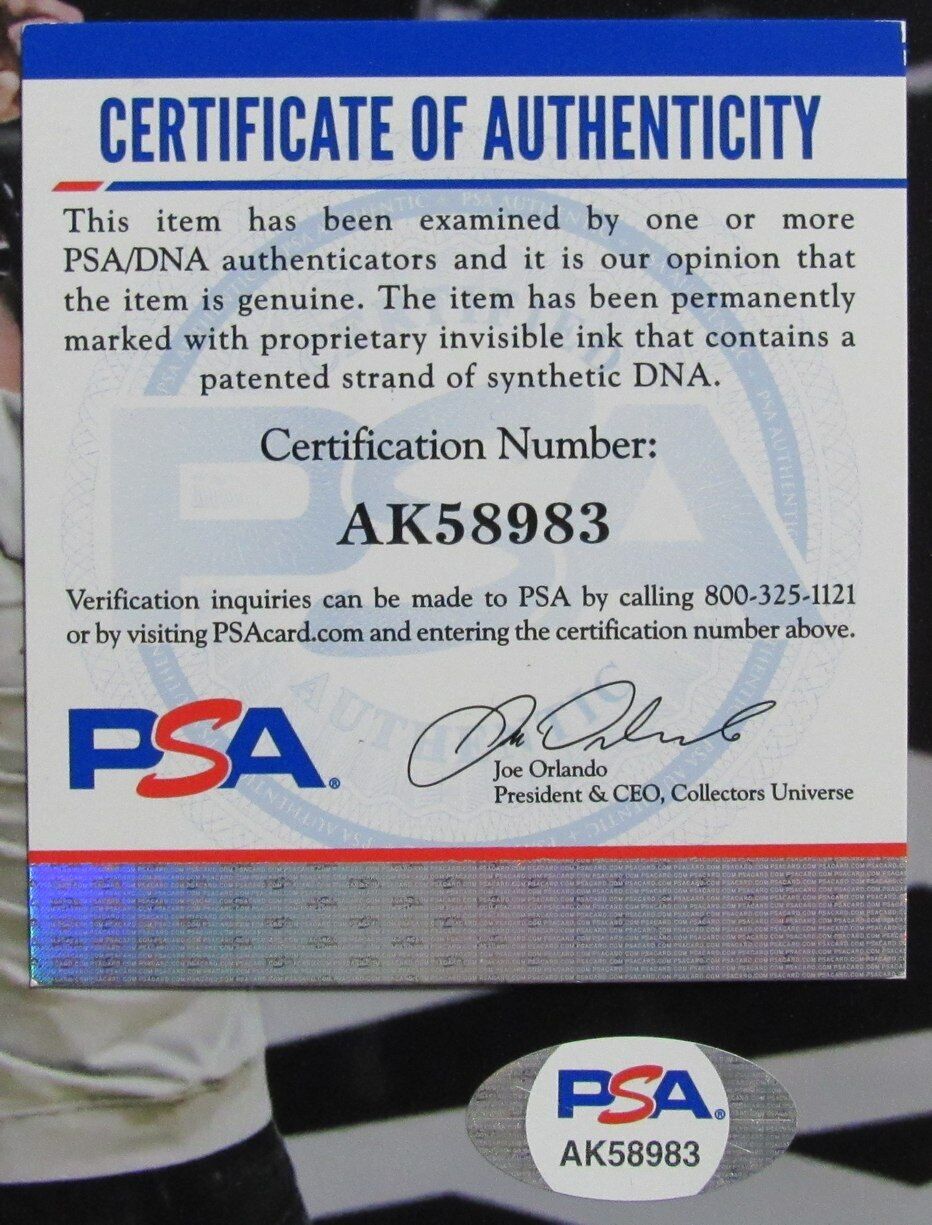 CERTIFICATE OF AUTHENTICITY
This item has been examined by one or more
PSA/DNA authenticators and it is our opinion that
the item is genuine. The item has been permanently
marked with proprietary invisible ink that contains a
patented strand of synthetic DNA.
Certification Number:
AK58983
Verification inquiries can be made to PSA by calling 800-325-1121
or by visiting PSAcard.com and entering the certification number above.
PSA®
Joe Orlando
President & CEO, Collectors Universe
PSA®
AK58983